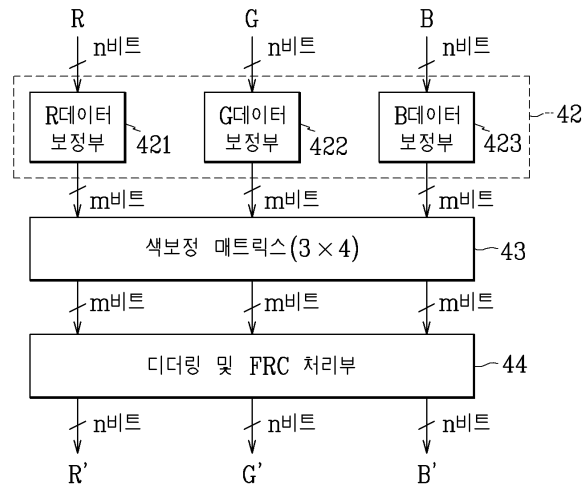 R G B
n비트 n비트 n비트
R데이터 G데이터 B데이터 42
보정부 보정부 보정부
421 422 423
m비트 m비트 m비트
색보정 매트릭스(3×4) 43
m비트 m비트 m비트
디더링 및 FRC 처리부 44
n비트 n비트 n비트
R' G' B'